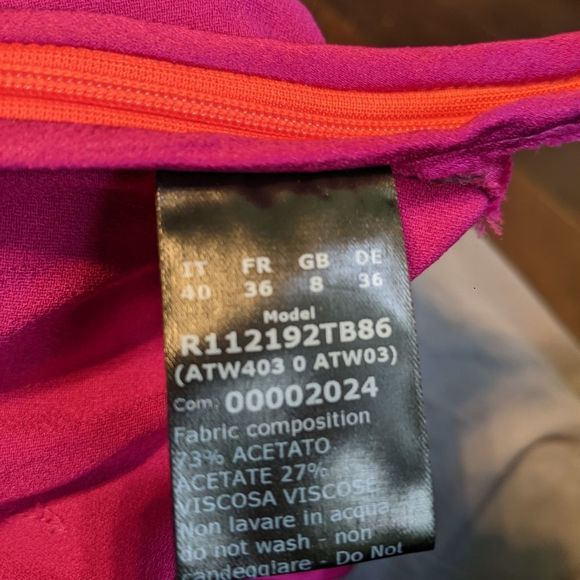 IT FR GB DE
40 36 8 36
Model
R112192TB86
(ATW403 0 ATW03)
Com. 00002024
Fabric composition
73% ACETATO
ACETATE 27%
VISCOSA VISCOSE
Non lavare in acqua
do not wash - non
candeggiare - Do Not